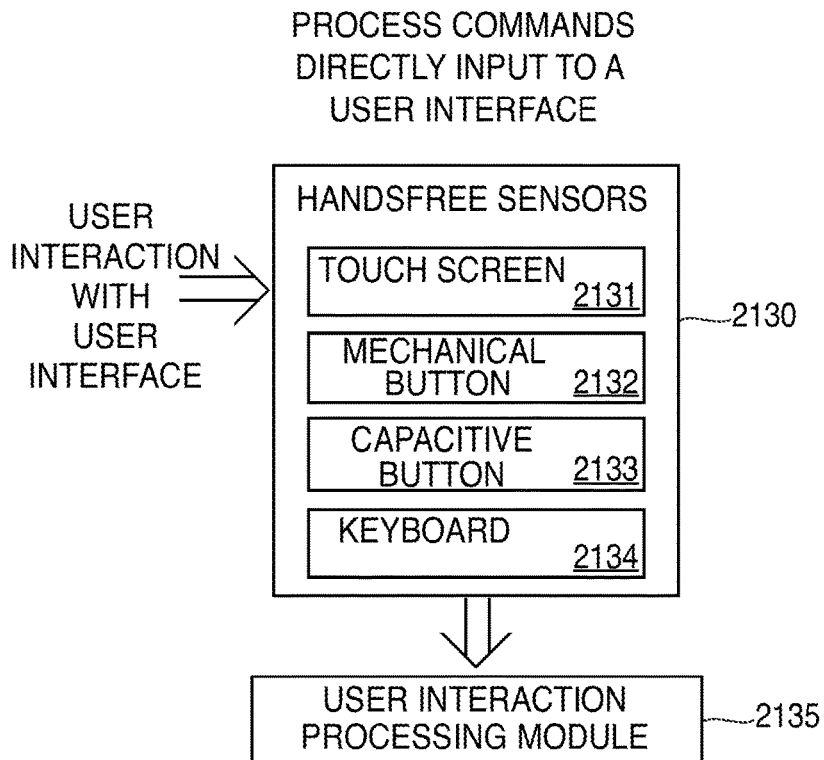 PROCESS COMMANDS
DIRECTLY INPUT TO A
USER INTERFACE
USER
INTERACTION
WITH
USER
INTERFACE
HANDSFREE SENSORS
TOUCH SCREEN
2131
MECHANICAL
BUTTON
2132
CAPACITIVE
BUTTON
2133
KEYBOARD
2134
2130
USER INTERACTION
PROCESSING MODULE
2135